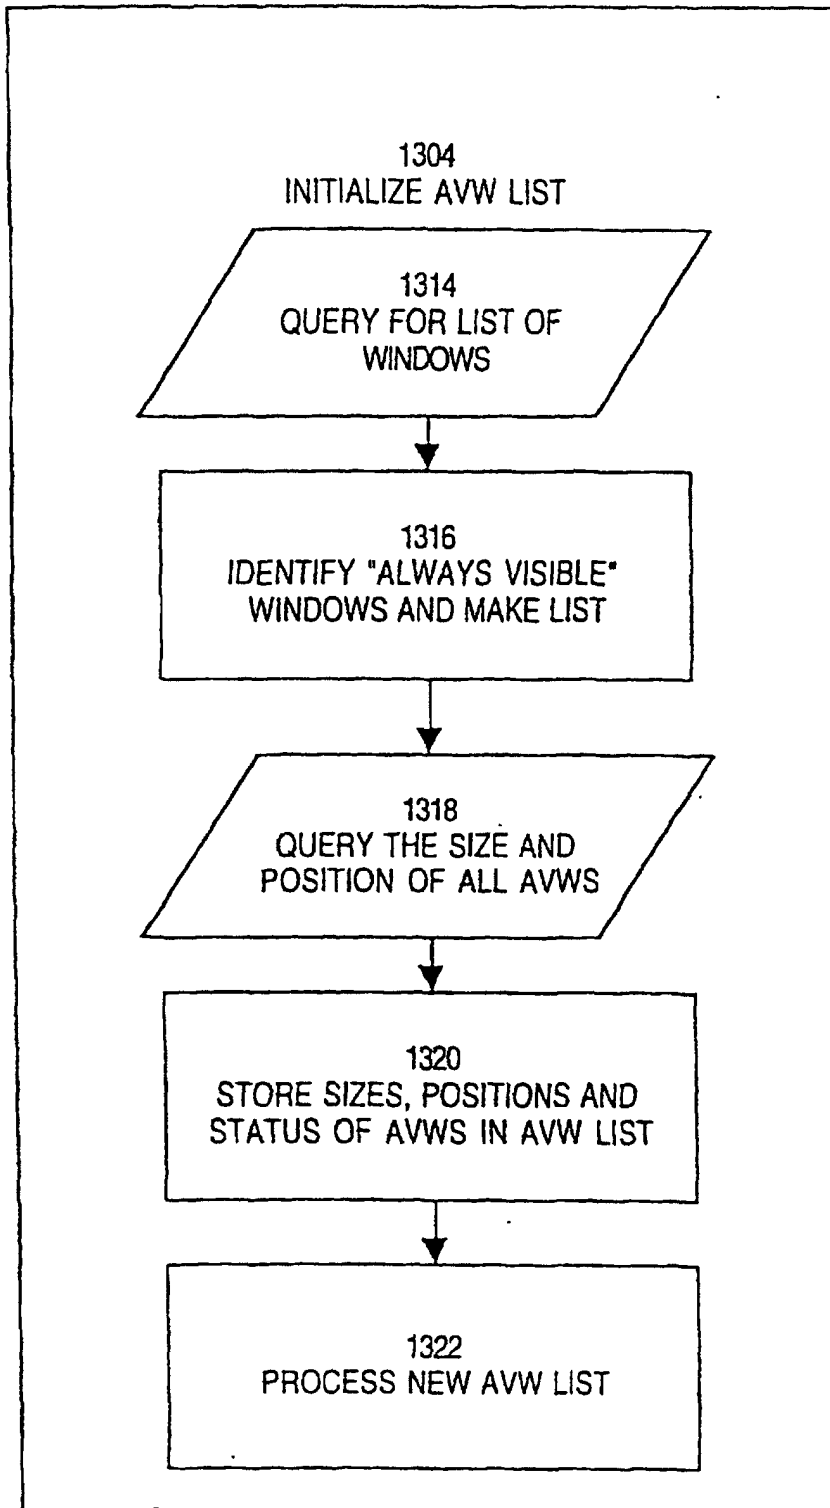 1304
INITIALIZE AVW LIST
1314
QUERY FOR LIST OF
WINDOWS
1316
IDENTIFY "ALWAYS VISIBLE"
WINDOWS AND MAKE LIST
1318
QUERY THE SIZE AND
POSITION OF ALL AVWS
1320
STORE SIZES, POSITIONS AND
STATUS OF AVWS IN AVW LIST
1322
PROCESS NEW AVW LIST